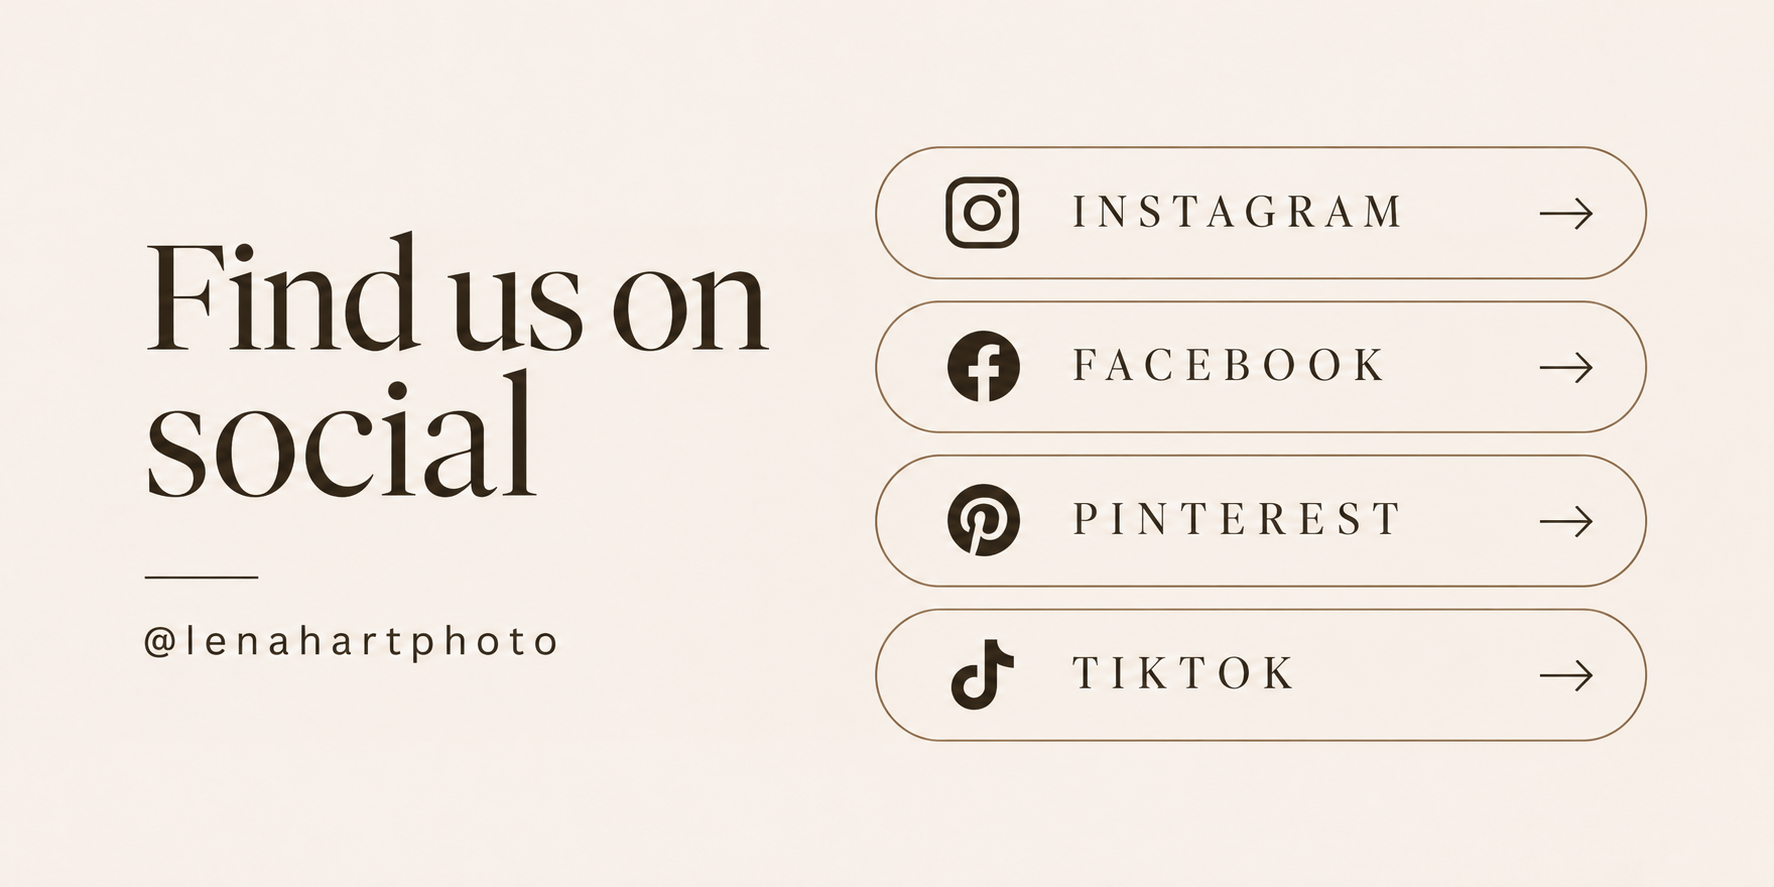 Find us on
social
@lenahartphoto
INSTAGRAM
FACEBOOK
PINTEREST
TIKTOK